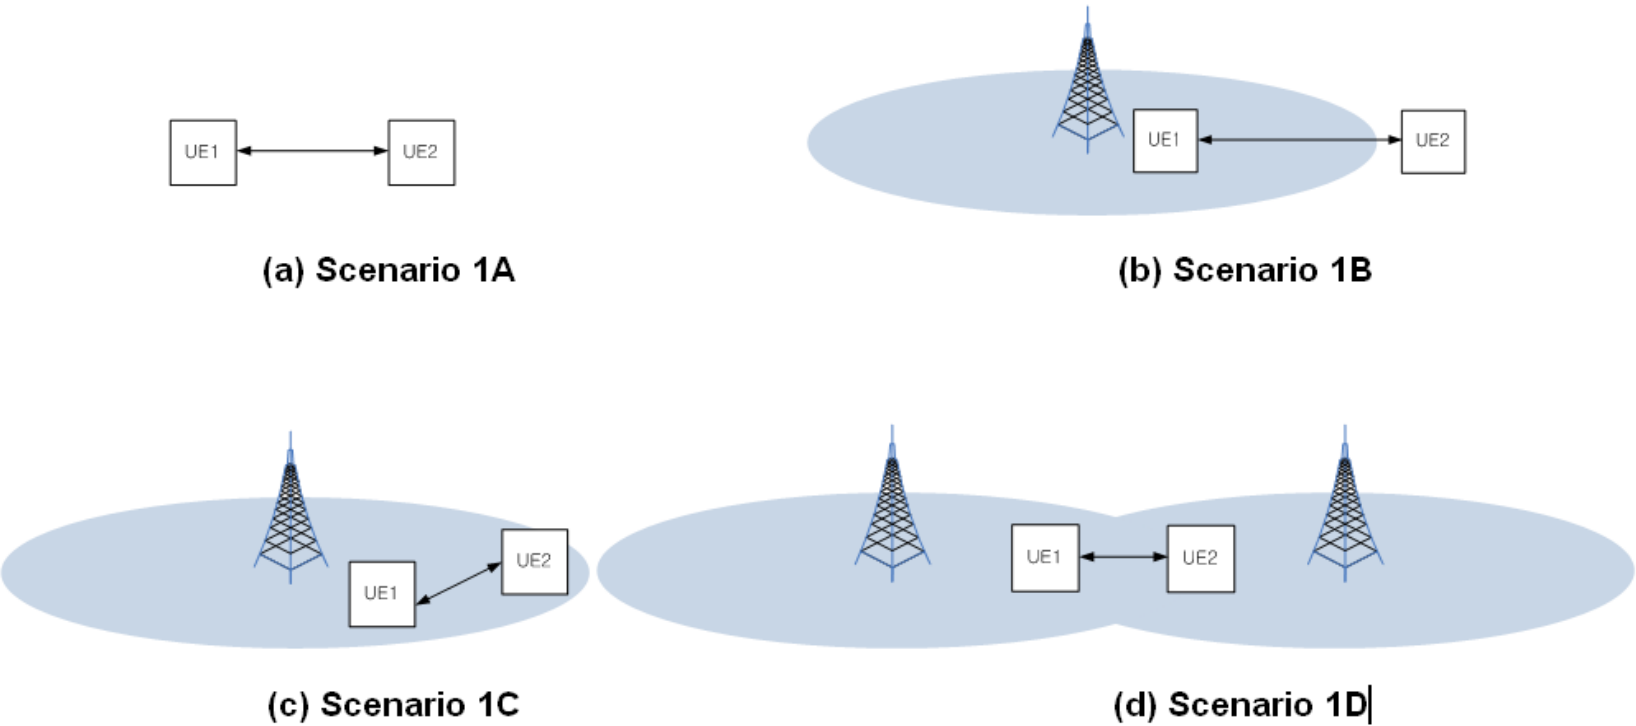 UE1
UE2
(a) Scenario 1A
UE1
UE2
(b) Scenario 1B
UE1
UE2
(c) Scenario 1C
UE1
UE2
(d) Scenario 1D